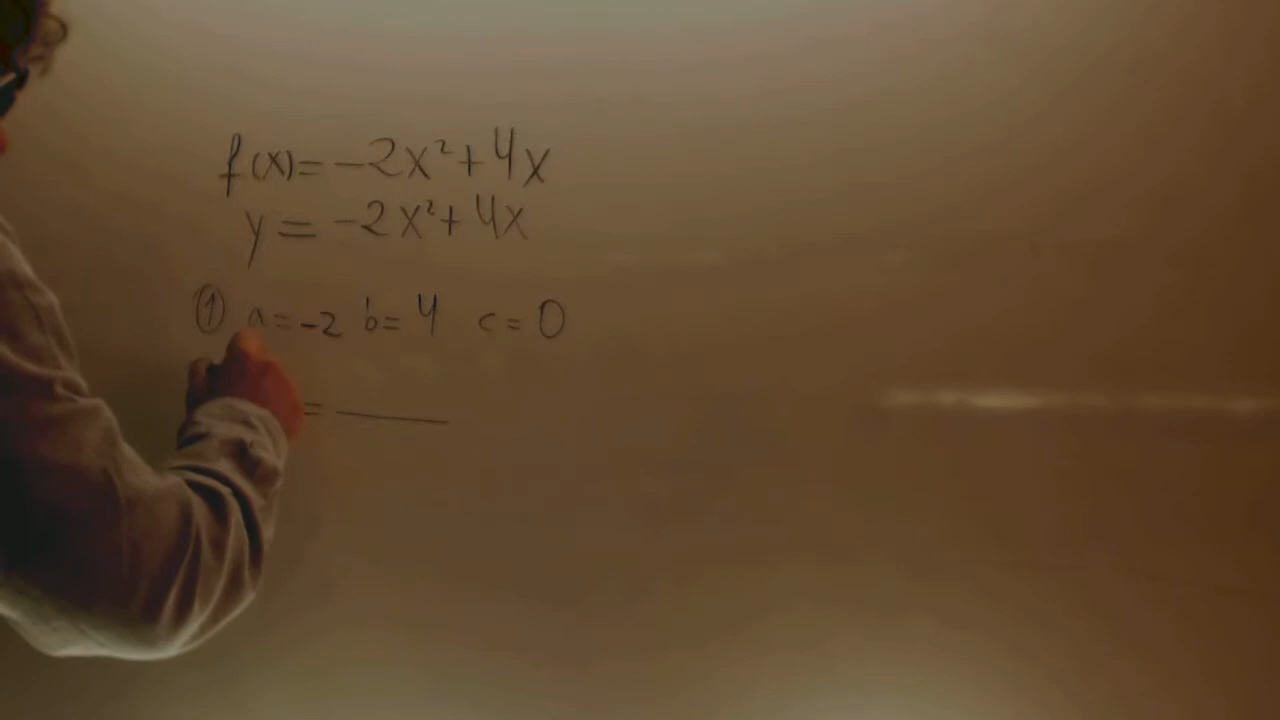 f(x) = -2x² + 4x
y = -2x² + 4x
① a = -2 b = 4 c = 0
=